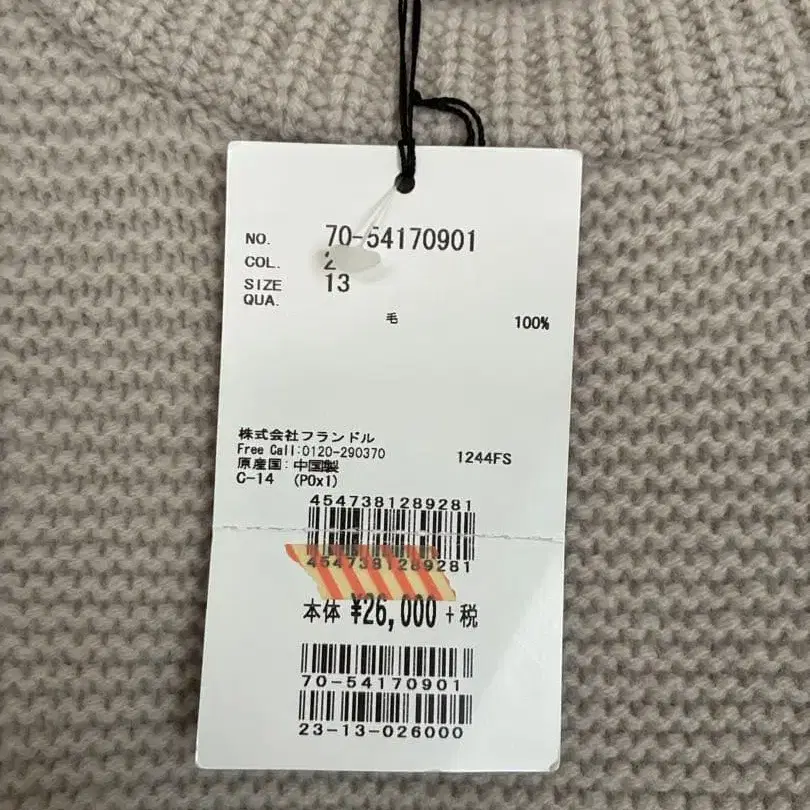 NO. 70-54170901
COL.
SIZE 13
QUA.
毛 100%
株式会社フランドル
Free Call:0120-290370
1244FS
原産国: 中国製
C-14 (P0x1)
4547381289281
4547381289281
本体 ¥26,000 +税
70-54170901
23-13-026000